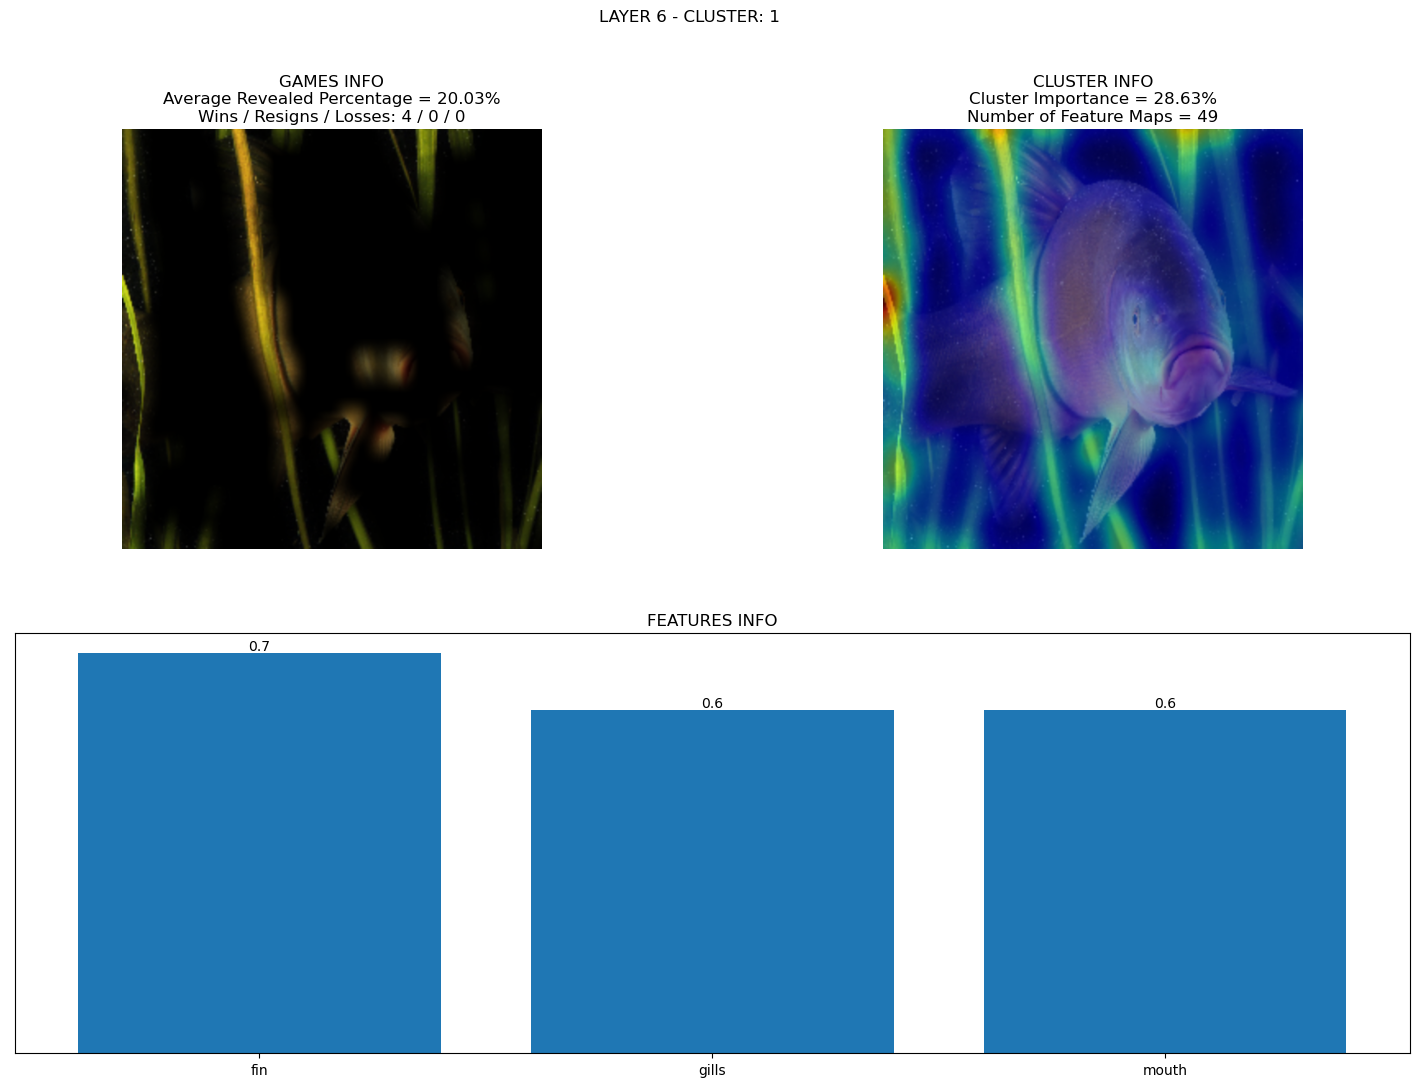 LAYER 6 - CLUSTER: 1
GAMES INFO
Average Revealed Percentage = 20.03%
Wins / Resigns / Losses: 4 / 0 / 0
CLUSTER INFO
Cluster Importance = 28.63%
Number of Feature Maps = 49
FEATURES INFO
0.7
0.6
0.6
fin
gills
mouth